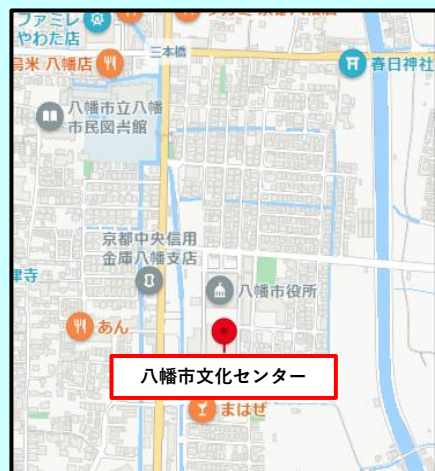 ファミレ
やわた店
三本橋
米 八幡店
春日神社
八幡市立八幡
市民図書館
京都中央信用
金庫八幡支店
津寺
八幡市役所
あん
八幡市文化センター
まはぜ